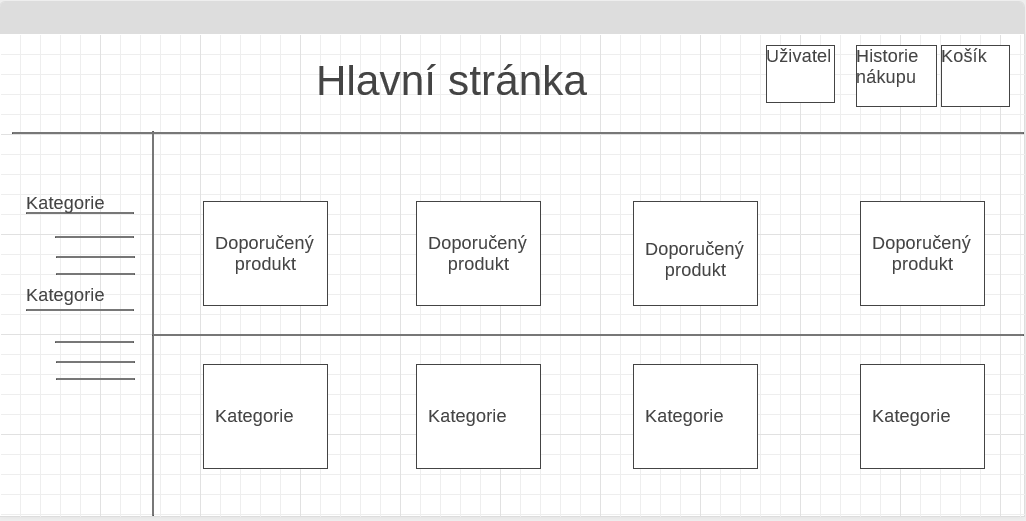 Hlavní stránka
Uživatel
Historie
nákupu
Košík
Kategorie
Kategorie
Doporučený
produkt
Doporučený
produkt
Doporučený
produkt
Doporučený
produkt
Kategorie
Kategorie
Kategorie
Kategorie